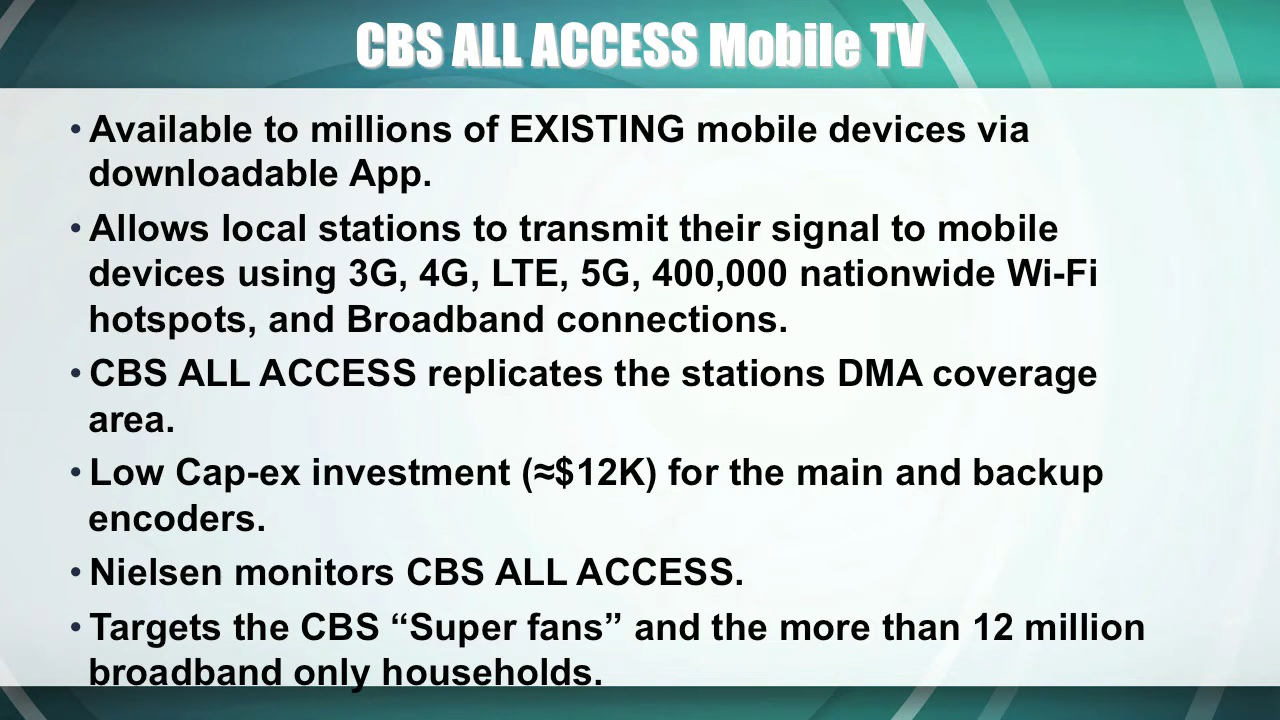 CBS ALL ACCESS Mobile TV
• Available to millions of EXISTING mobile devices via
downloadable App.
• Allows local stations to transmit their signal to mobile
devices using 3G, 4G, LTE, 5G, 400,000 nationwide Wi-Fi
hotspots, and Broadband connections.
• CBS ALL ACCESS replicates the stations DMA coverage
area.
• Low Cap-ex investment (≈$12K) for the main and backup
encoders.
• Nielsen monitors CBS ALL ACCESS.
• Targets the CBS “Super fans” and the more than 12 million
broadband only households.